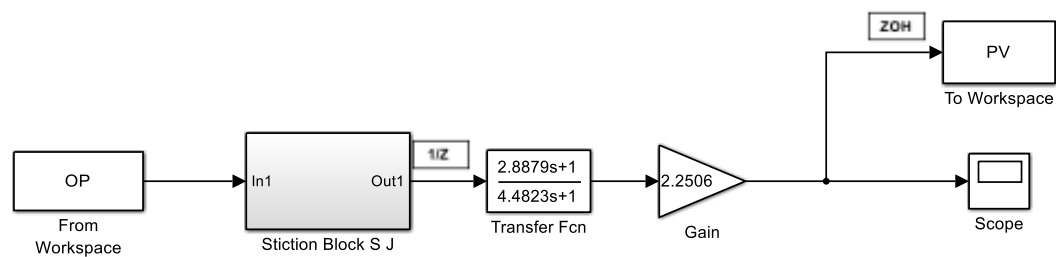 ZOH
PV
To Workspace
OP
From
Workspace
In1
Out1
Stiction Block S J
1/Z
2.8879s+1
4.4823s+1
Transfer Fcn
2.2506
Gain
Scope